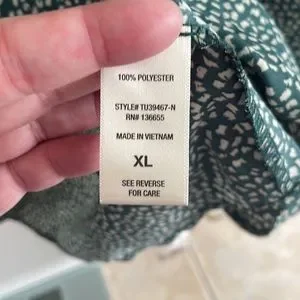 100% POLYESTER
STYLE# TU39467-N
RN# 136655
MADE IN VIETNAM
XL
SEE REVERSE
FOR CARE